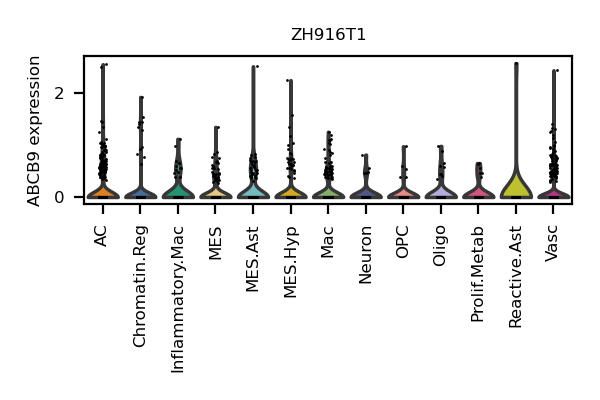 ZH916T1
ABCB9 expression
2
0
AC
Chromatin.Reg
Inflammatory.Mac
MES
MES.Ast
MES.Hyp
Mac
Neuron
OPC
Oligo
Prolif.Metab
Reactive.Ast
Vasc